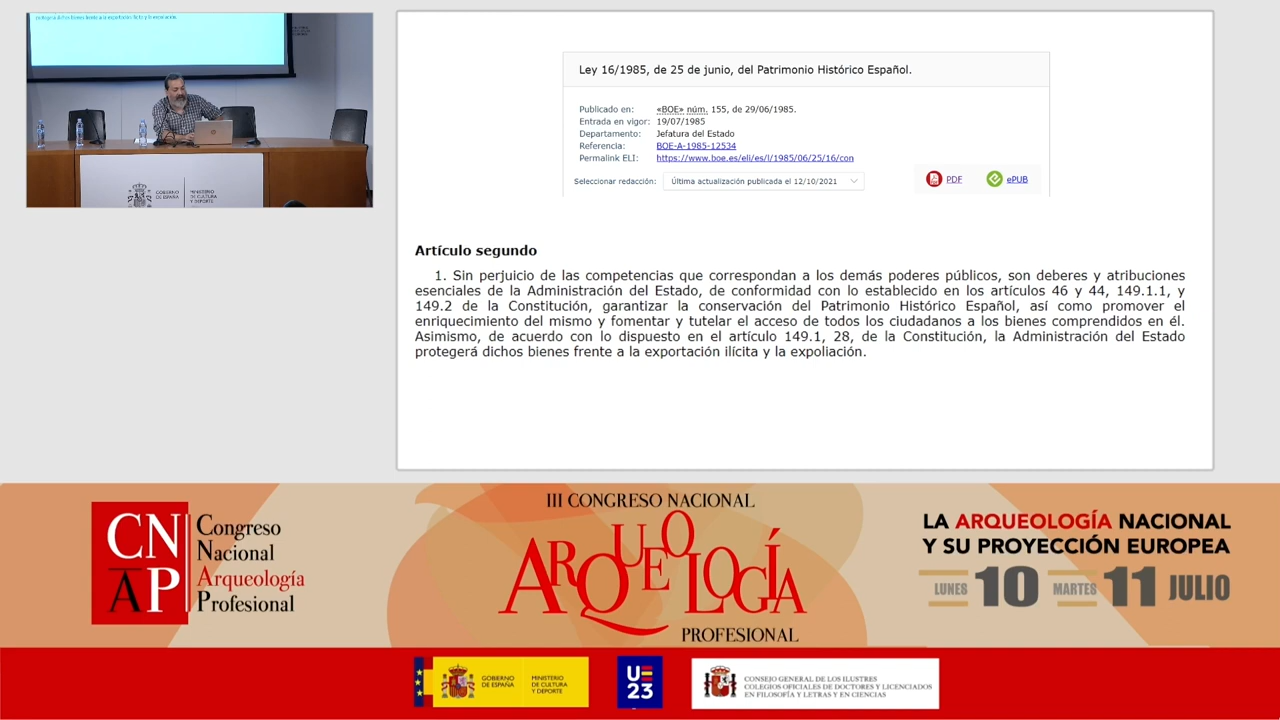 Ley 16/1985, de 25 de junio, del Patrimonio Histórico Español.
Publicado en: «BOE» núm. 155, de 29/06/1985.
Entrada en vigor: 19/07/1985
Departamento: Jefatura del Estado
Referencia: BOE-A-1985-12534
Permalink ELI: https://www.boe.es/eli/es/l/1985/06/25/16/con
Seleccionar redacción: Última actualización publicada el 12/10/2021
PDF
ePUB
Artículo segundo
1. Sin perjuicio de las competencias que correspondan a los demás poderes públicos, son deberes y atribuciones
esenciales de la Administración del Estado, de conformidad con lo establecido en los artículos 46 y 44, 149.1.1, y
149.2 de la Constitución, garantizar la conservación del Patrimonio Histórico Español, así como promover el
enriquecimiento del mismo y fomentar y tutelar el acceso de todos los ciudadanos a los bienes comprendidos en él.
Asimismo, de acuerdo con lo dispuesto en el artículo 149.1, 28, de la Constitución, la Administración del Estado
protegerá dichos bienes frente a la exportación ilícita y la expoliación.
GOBIERNO
DE ESPAÑA
MINISTERIO
DE CULTURA
Y DEPORTE
CN
AP
Congreso
Nacional
Arqueología
Profesional
III CONGRESO NACIONAL
ARQUEOLOGÍA
PROFESIONAL
LA ARQUEOLOGÍA NACIONAL
Y SU PROYECCIÓN EUROPEA
LUNES 10 MARTES 11 JULIO
GOBIERNO
DE ESPAÑA
MINISTERIO
DE CULTURA
Y DEPORTE
UE
23
CONSEJO GENERAL DE LOS ILUSTRES
COLEGIOS OFICIALES DE DOCTORES Y LICENCIADOS
EN FILOSOFÍA Y LETRAS Y EN CIENCIAS